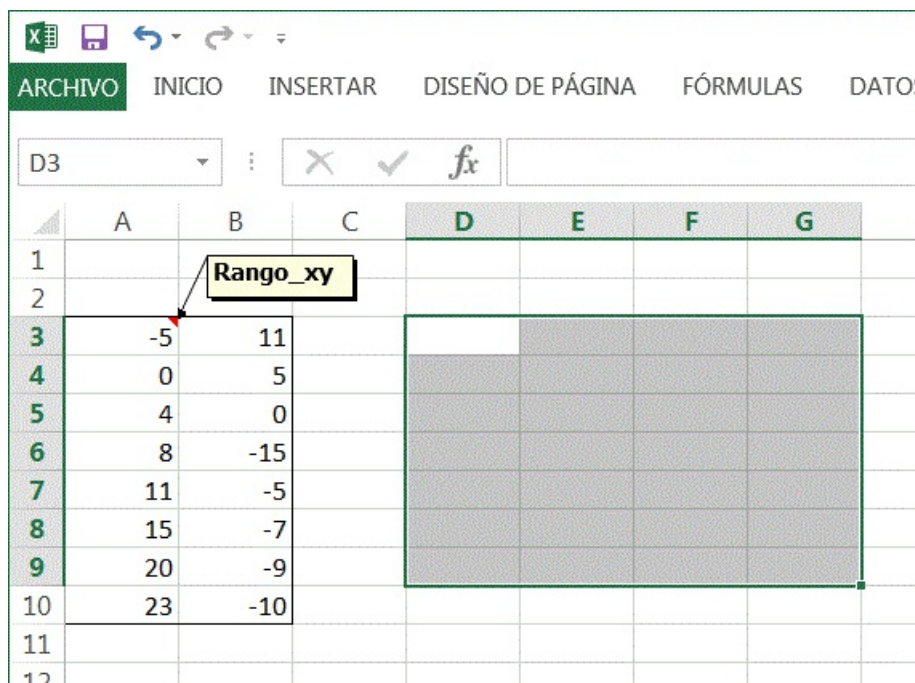 ARCHIVO INICIO INSERTAR DISEÑO DE PÁGINA FÓRMULAS DATOS
D3 fx
A B C D E F G
1 Rango_xy
2
3 -5 11
4 0 5
5 4 0
6 8 -15
7 11 -5
8 15 -7
9 20 -9
10 23 -10
11
12